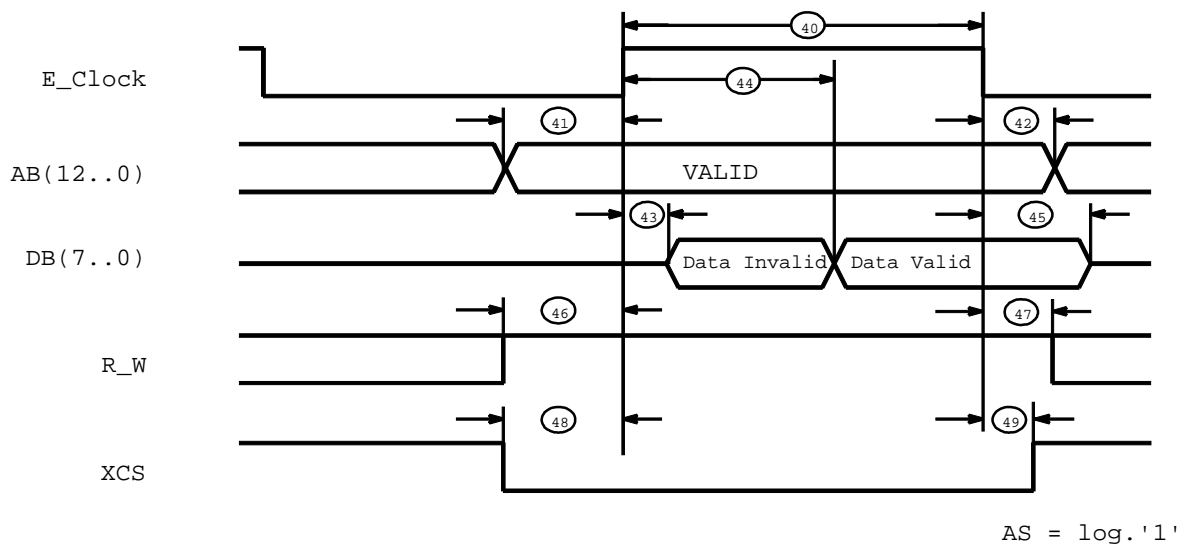 40
E_Clock
44
41
42
AB(12..0)
VALID
43
45
DB(7..0)
Data Invalid
Data Valid
46
47
R_W
48
49
XCS
AS = log.'1'